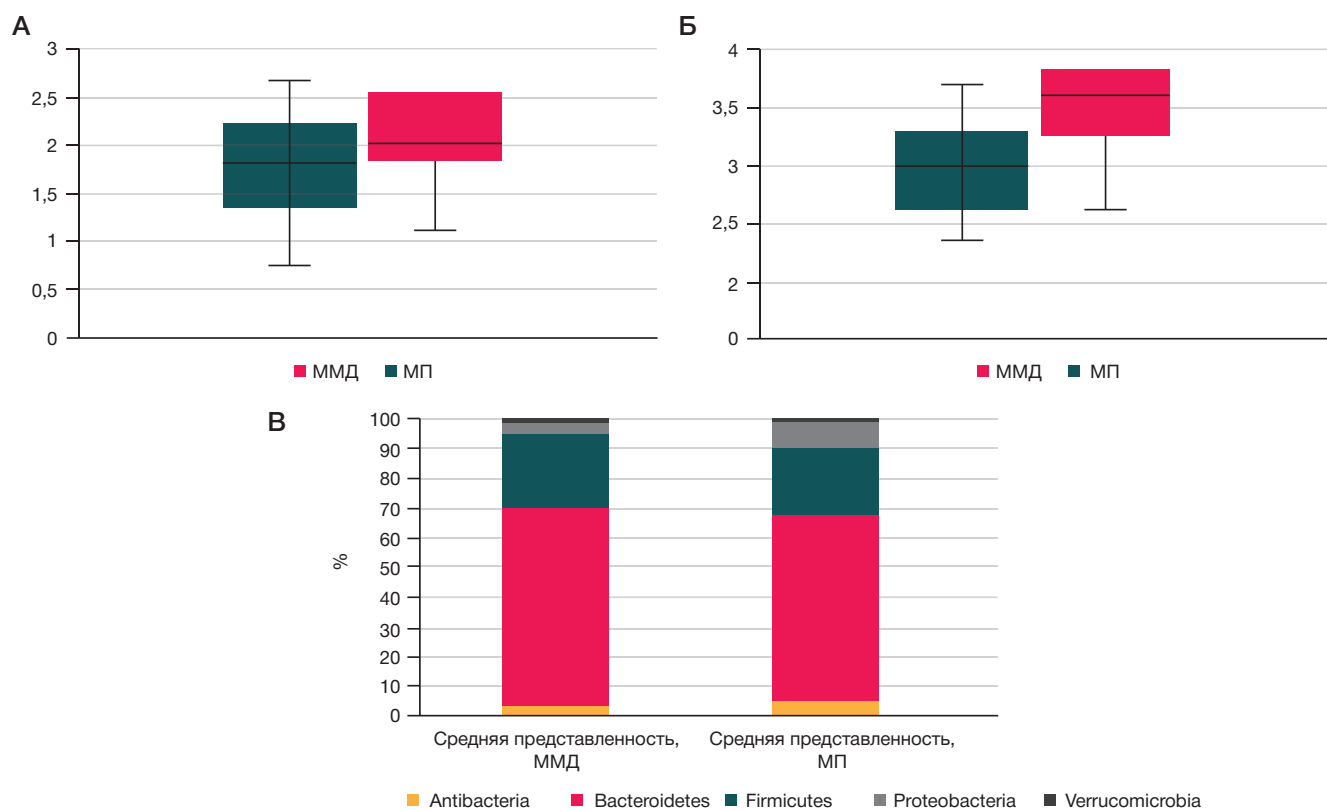 А
3
2,5
2
1,5
1
0,5
0
ММД МП
Б
4
3,5
3
2,5
2
0
ММД МП
В
%
100
90
80
70
60
50
40
30
20
10
0
Средняя представленность,
ММД
Средняя представленность,
МП
Antibacteria Bacteroidetes Firmicutes Proteobacteria Verrucomicrobia